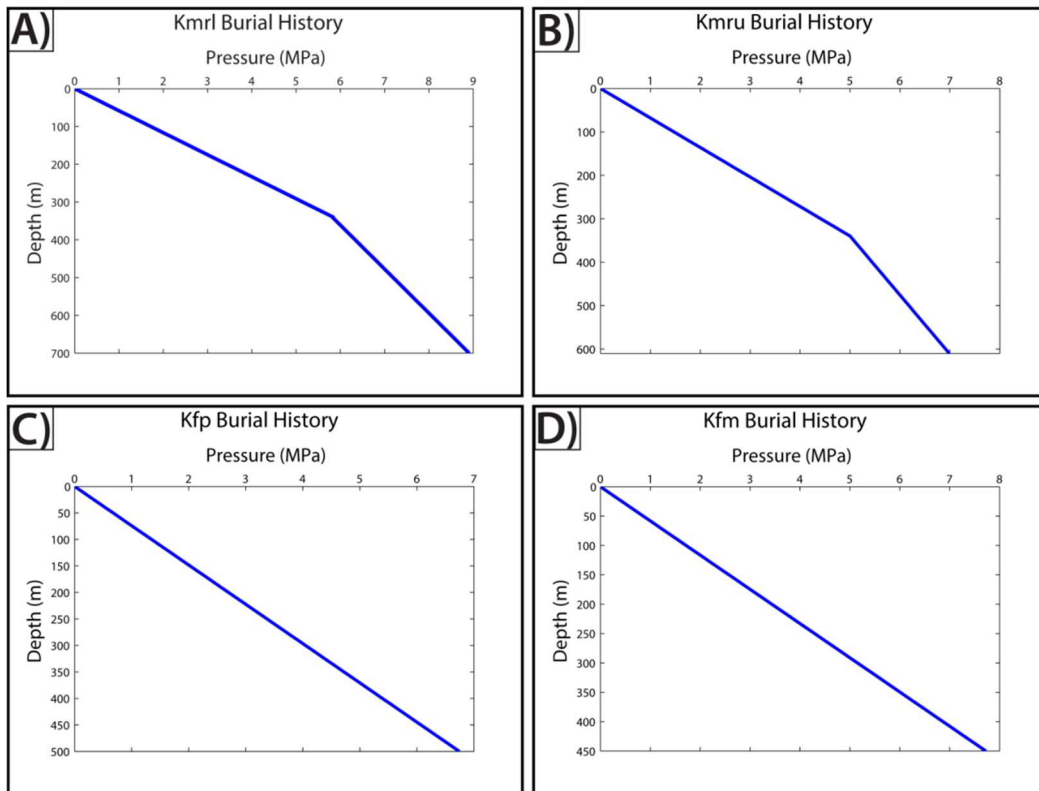 A)
Kmrl Burial History
Pressure (MPa)
0 1 2 3 4 5 6 7 8 9
0
100
200
300
400
500
600
700
Depth (m)
B)
Kmru Burial History
Pressure (MPa)
0 1 2 3 4 5 6 7 8
0
100
200
300
400
500
600
Depth (m)
C)
Kfp Burial History
Pressure (MPa)
0 1 2 3 4 5 6 7
0
50
100
150
200
250
300
350
400
450
500
Depth (m)
D)
Kfm Burial History
Pressure (MPa)
0 1 2 3 4 5 6 7 8
0
50
100
150
200
250
300
350
400
450
Depth (m)